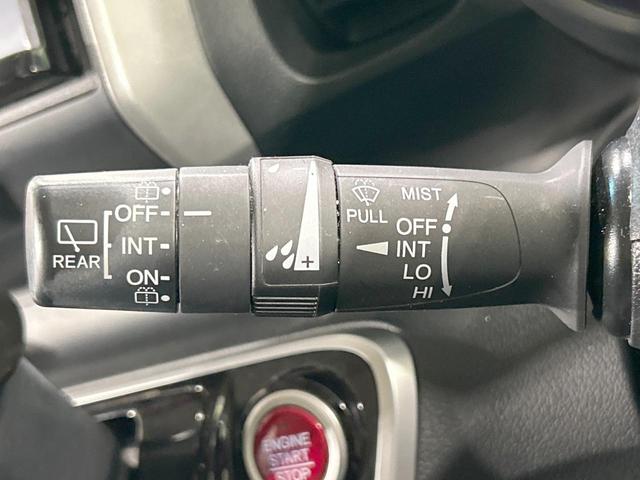 OFF
INT
REAR
ON
+
PULL
MIST
OFF
INT
LO
HI
ENGINE
START
STOP